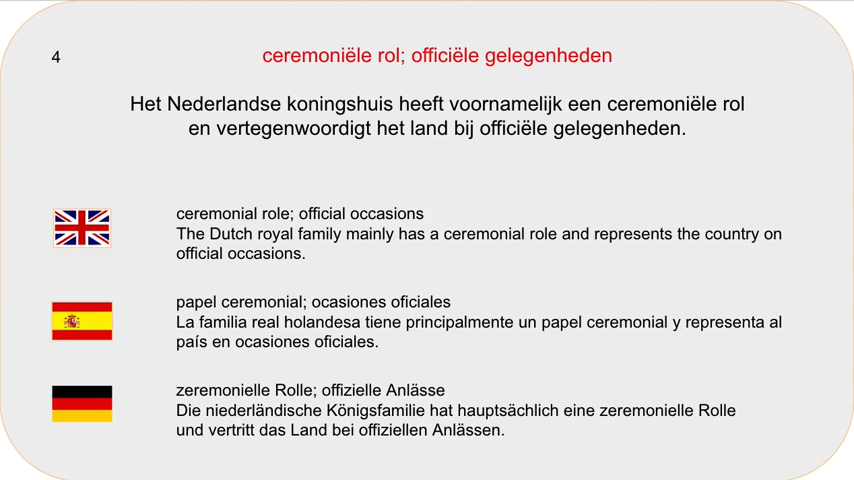 4
ceremoniële rol; officiële gelegenheden
Het Nederlandse koningshuis heeft voornamelijk een ceremoniële rol
en vertegenwoordigt het land bij officiële gelegenheden.
ceremonial role; official occasions
The Dutch royal family mainly has a ceremonial role and represents the country on
official occasions.
papel ceremonial; ocasiones oficiales
La familia real holandesa tiene principalmente un papel ceremonial y representa al
país en ocasiones oficiales.
zeremonielle Rolle; offizielle Anlässe
Die niederländische Königsfamilie hat hauptsächlich eine zeremonielle Rolle
und vertritt das Land bei offiziellen Anlässen.